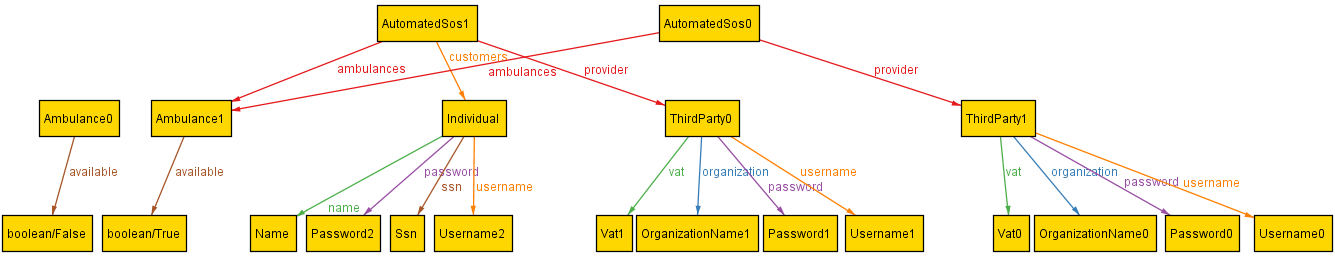 AutomatedSos1
AutomatedSos0
customers
ambulances
ambulances
provider
provider
Ambulance0
Ambulance1
Individual
ThirdParty0
ThirdParty1
available
available
password
ssn
username
name
vat
organization
password
username
vat
organization
password
username
boolean/False
boolean/True
Name
Password2
Ssn
Username2
Vat1
OrganizationName1
Password1
Username1
Vat0
OrganizationName0
Password0
Username0